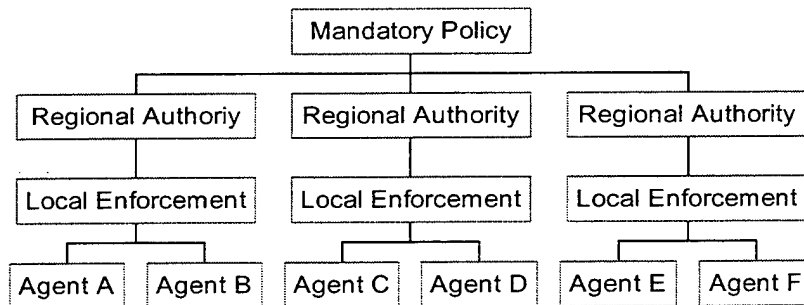 Mandatory Policy
Regional Authoriy Regional Authority Regional Authority
Local Enforcement Local Enforcement Local Enforcement
Agent A Agent B Agent C Agent D Agent E Agent F